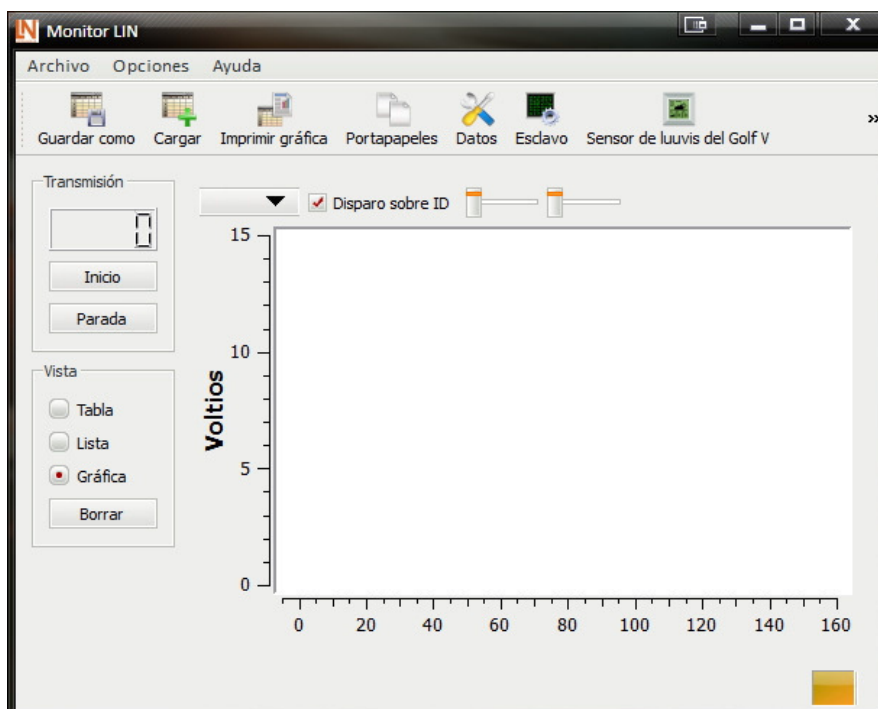 LN Monitor LIN
Archivo Opciones Ayuda
Guardar como Cargar Imprimir gráfica Portapapeles Datos Esclavo Sensor de luuvis del Golf V »
Transmisión
0
Inicio
Parada
Disparo sobre ID
Vista
Tabla
Lista
Gráfica
Borrar
Voltios
15
10
5
0
0 20 40 60 80 100 120 140 160